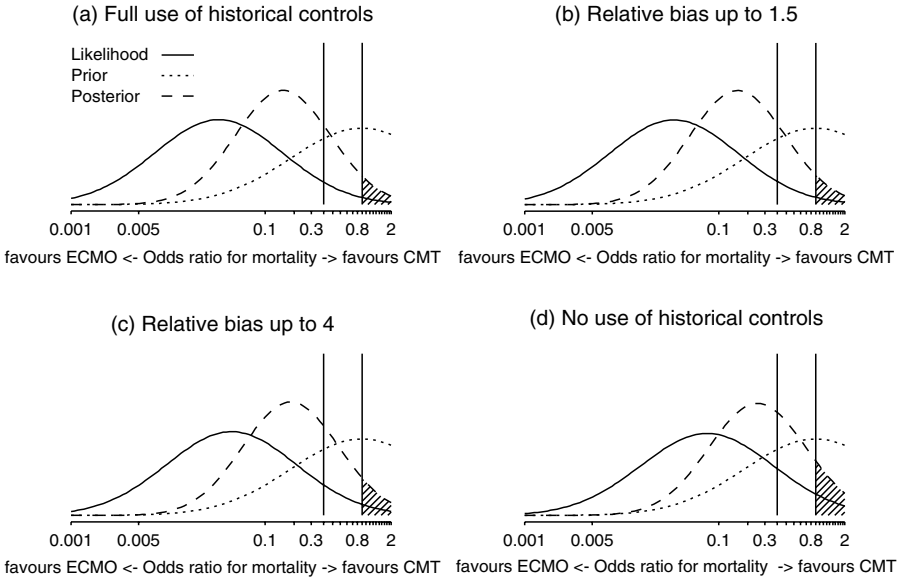 (a) Full use of historical controls
Likelihood
Prior
Posterior
0.001 0.005 0.1 0.3 0.8 2
favours ECMO <- Odds ratio for mortality -> favours CMT
(b) Relative bias up to 1.5
0.001 0.005 0.1 0.3 0.8 2
favours ECMO <- Odds ratio for mortality -> favours CMT
(c) Relative bias up to 4
0.001 0.005 0.1 0.3 0.8 2
favours ECMO <- Odds ratio for mortality -> favours CMT
(d) No use of historical controls
0.001 0.005 0.1 0.3 0.8 2
favours ECMO <- Odds ratio for mortality -> favours CMT